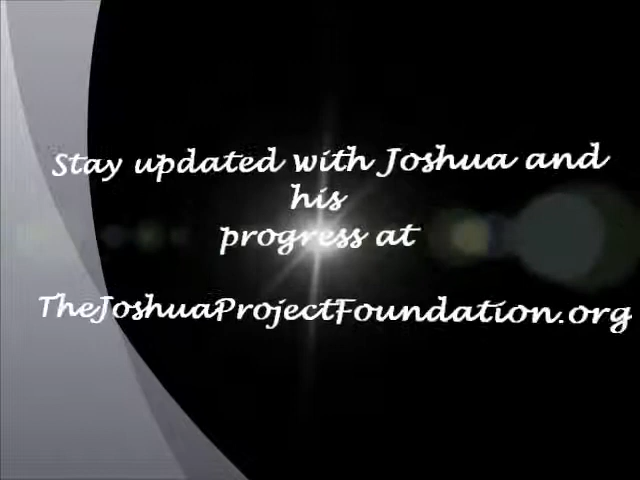 Stay updated with Joshua and
his
progress at
TheJoshuaProjectFoundation.org